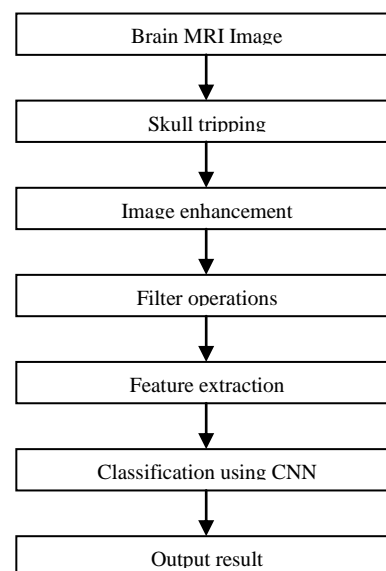 Brain MRI Image
Skull tripping
Image enhancement
Filter operations
Feature extraction
Classification using CNN
Output result